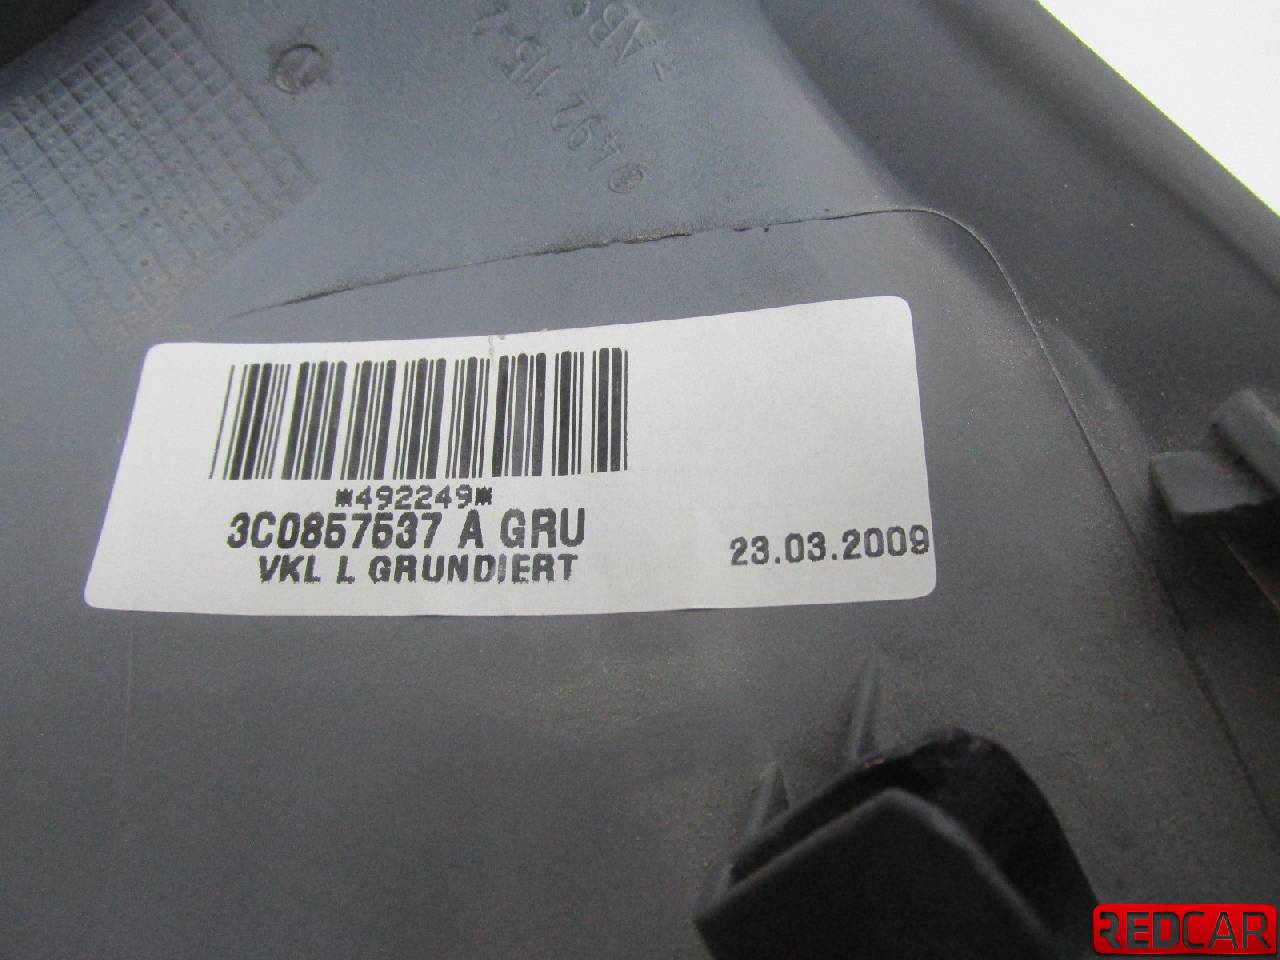 *492249*
3C0857537 A GRU
VKL L GRUNDIERT
23.03.2009
REDCAR